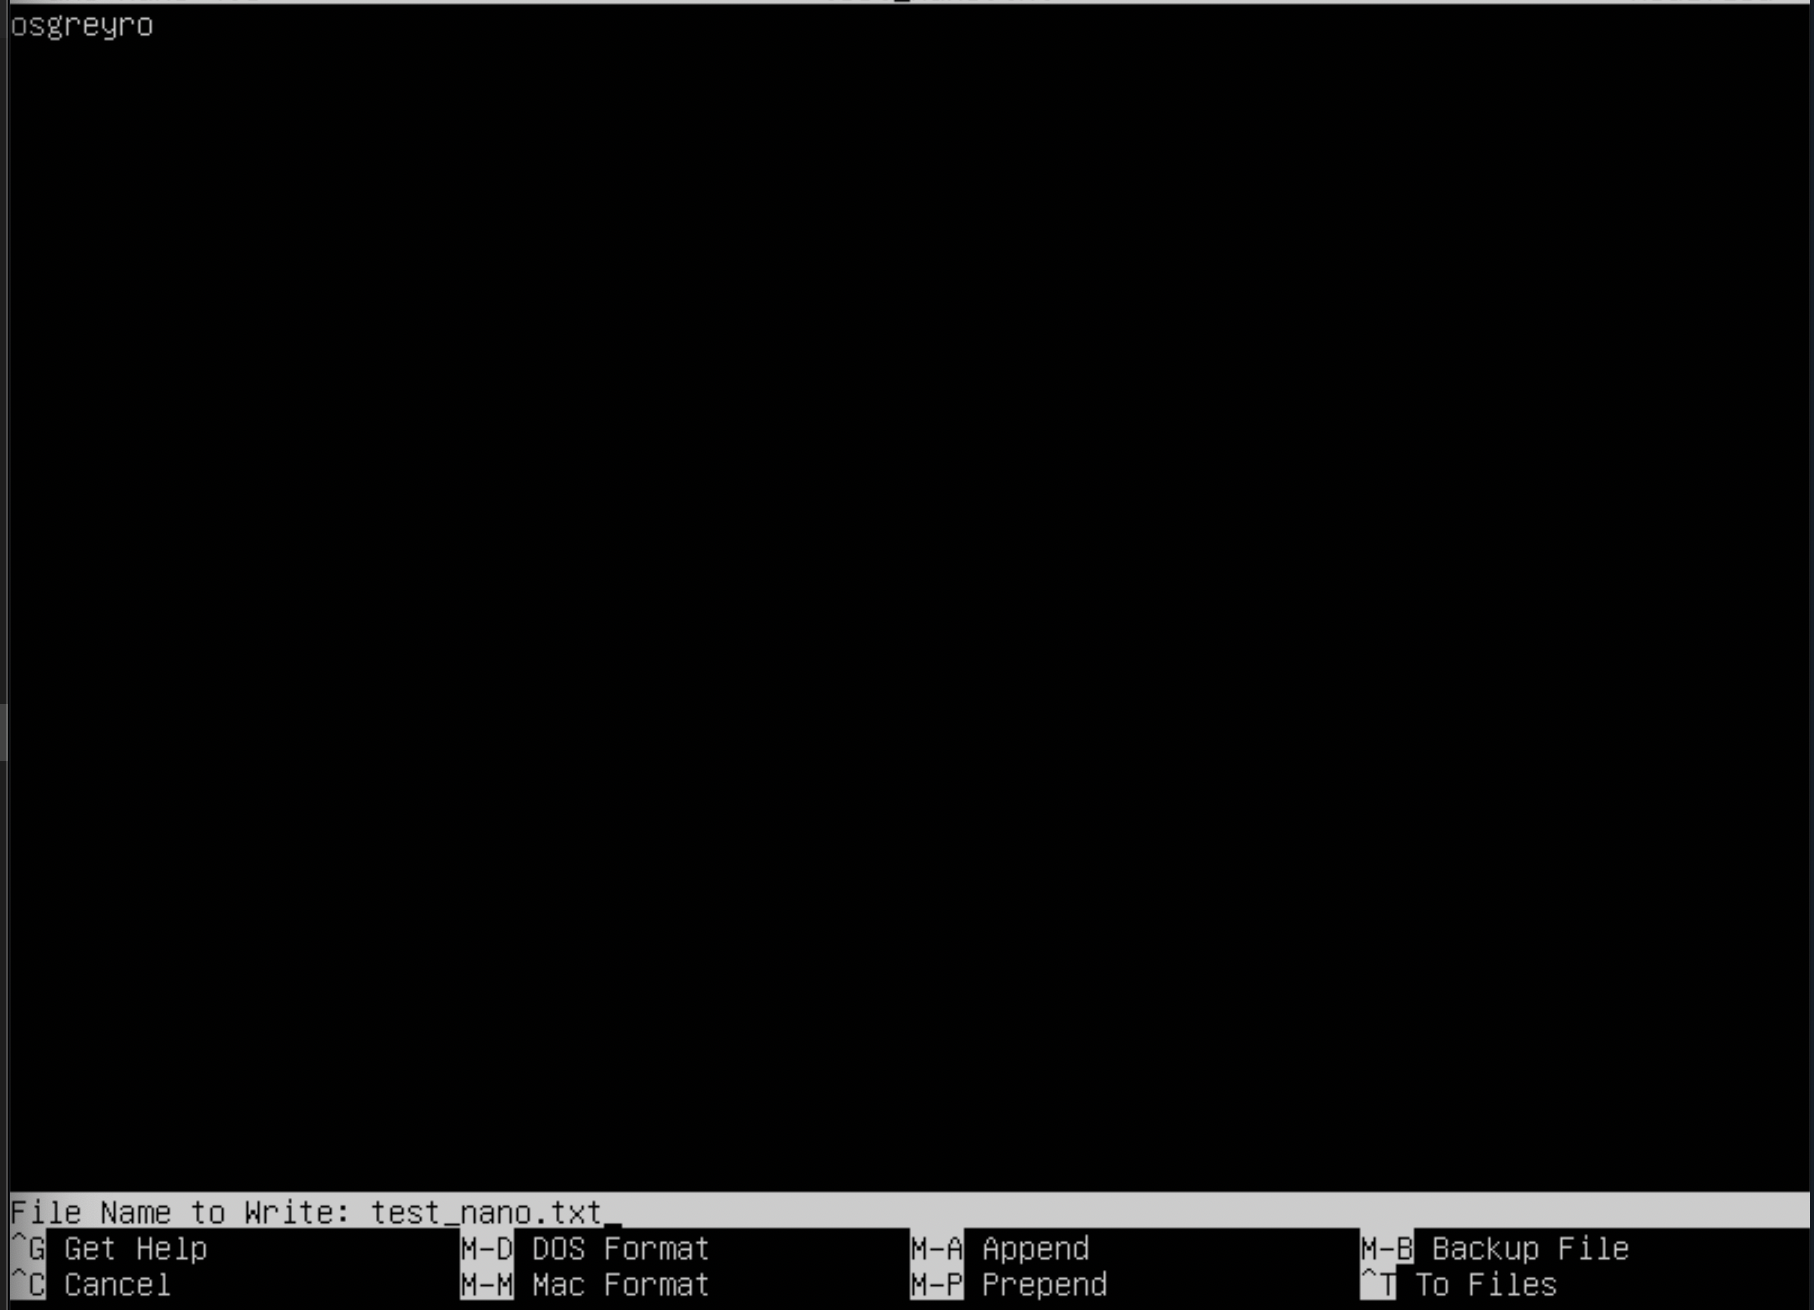 osgreyro
File Name to Write: test_nano.txt
^G Get Help M-D DOS Format M-A Append M-B Backup File
^C Cancel M-M Mac Format M-P Prepend ^T To Files